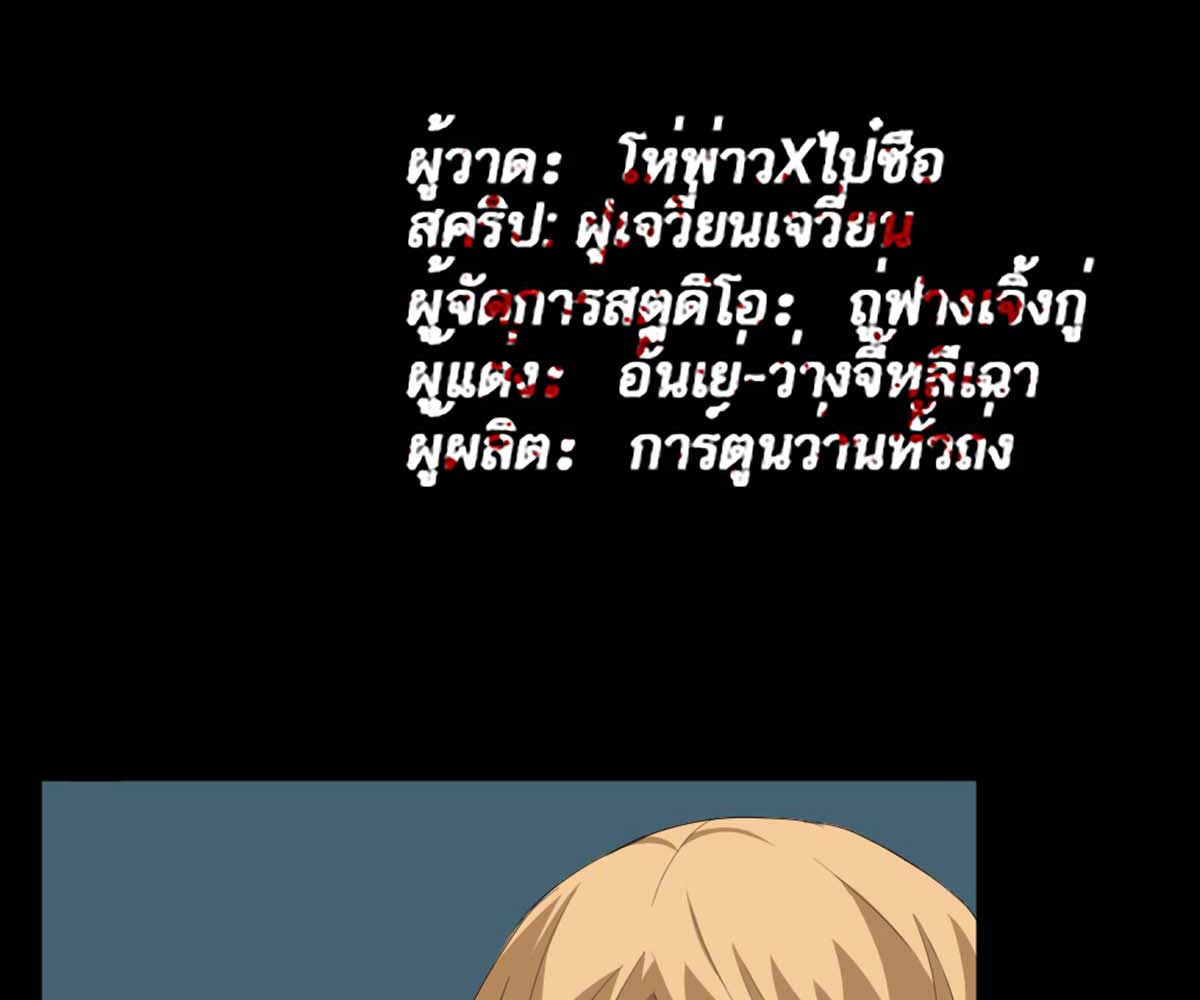 ผู้วาด: โห่พ่าวXไป๋ซือ
สคริป: ฝูเจวี่ยนเจวี่ยน
ผู้จัดการสตูดิโอ: ถู่ฟางเจิ้งกู่
ผู้แต่ง: อั้นเย่-ว่างจี้หลีเฉา
ผู้ผลิต: การ์ตูนว่านทั่วถ่ง